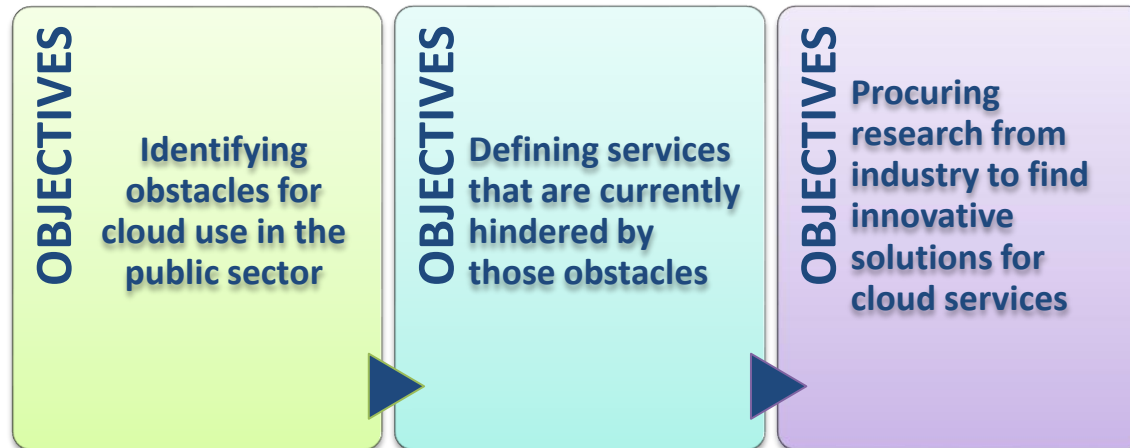 OBJECTIVES
Identifying
obstacles for
cloud use in the
public sector
OBJECTIVES
Defining services
that are currently
hindered by
those obstacles
OBJECTIVES
Procuring
research from
industry to find
innovative
solutions for
cloud services